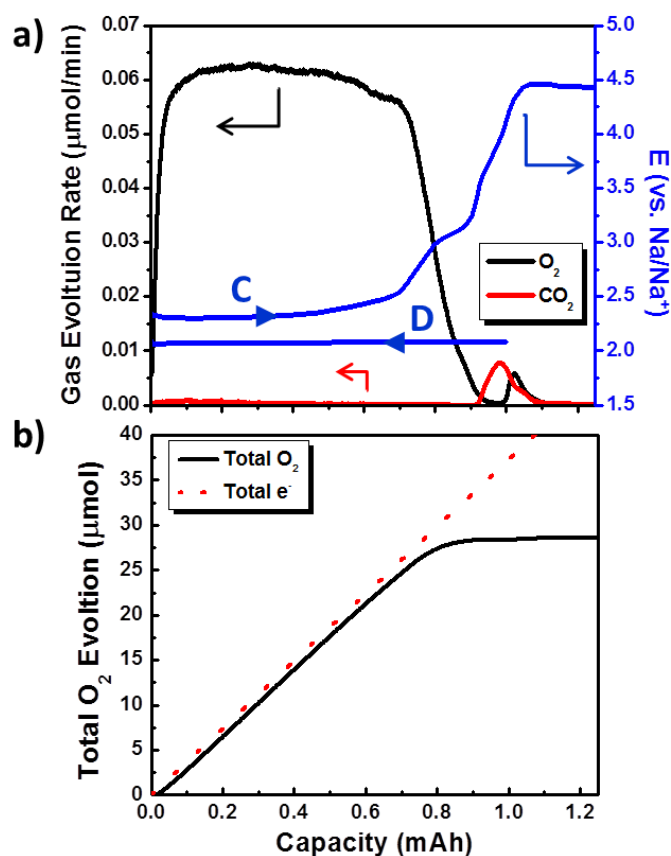 a)
0.07
0.06
0.05
0.04
0.03
0.02
0.01
0.00
Gas Evoltuion Rate (μmol/min)
5.0
4.5
4.0
3.5
3.0
2.5
2.0
1.5
E (vs. Na/Na⁺)
C
D
O₂
CO₂
b)
40
35
30
25
20
15
10
5
0
Total O₂ Evoltion (μmol)
Total O₂
Total e⁻
0.0 0.2 0.4 0.6 0.8 1.0 1.2
Capacity (mAh)